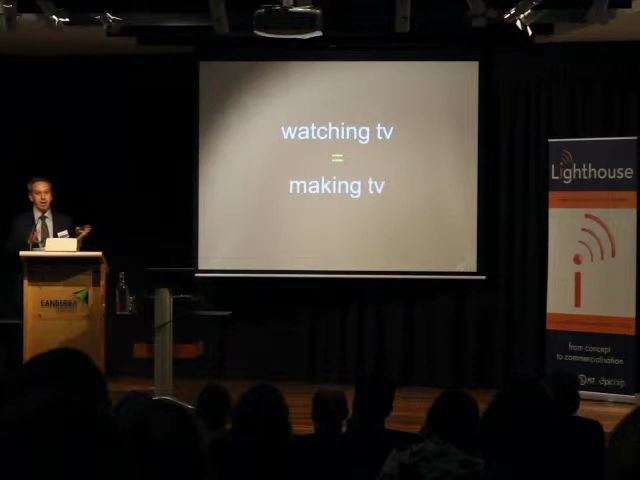 watching tv
=
making tv
CANBERRA
Lighthouse
from concept
to commercialisation